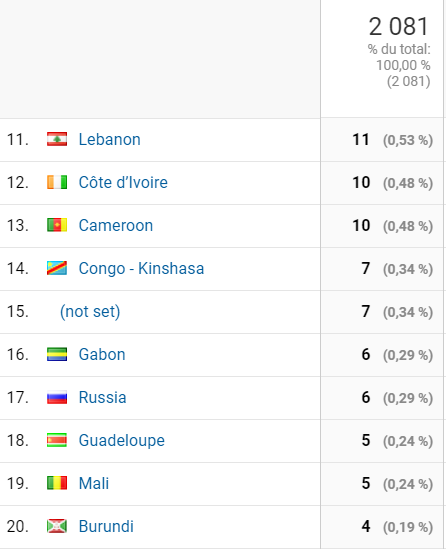 2 081
% du total:
100,00 %
(2 081)
11. Lebanon 11 (0,53 %)
12. Côte d’Ivoire 10 (0,48 %)
13. Cameroon 10 (0,48 %)
14. Congo - Kinshasa 7 (0,34 %)
15. (not set) 7 (0,34 %)
16. Gabon 6 (0,29 %)
17. Russia 6 (0,29 %)
18. Guadeloupe 5 (0,24 %)
19. Mali 5 (0,24 %)
20. Burundi 4 (0,19 %)